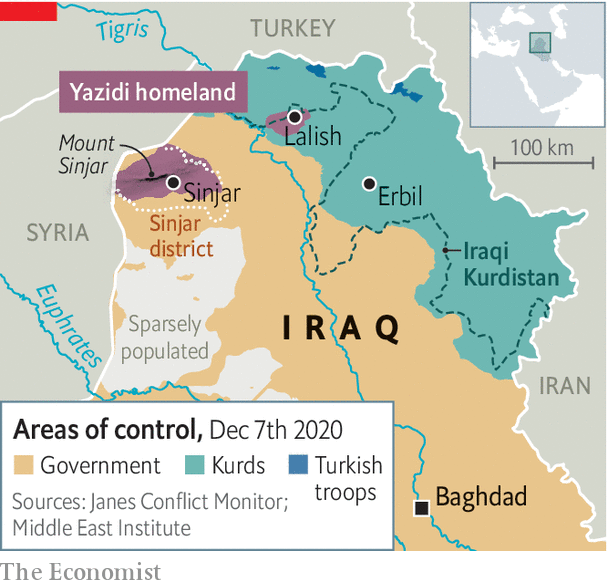 Tigris
TURKEY
Yazidi homeland
Mount
Sinjar
Lalish
100 km
Sinjar
Erbil
SYRIA
Sinjar
district
Iraqi
Kurdistan
Euphrates
Sparsely
populated
IRAQ
IRAN
Areas of control, Dec 7th 2020
Government
Kurds
Turkish
troops
Sources: Janes Conflict Monitor;
Middle East Institute
Baghdad
The Economist